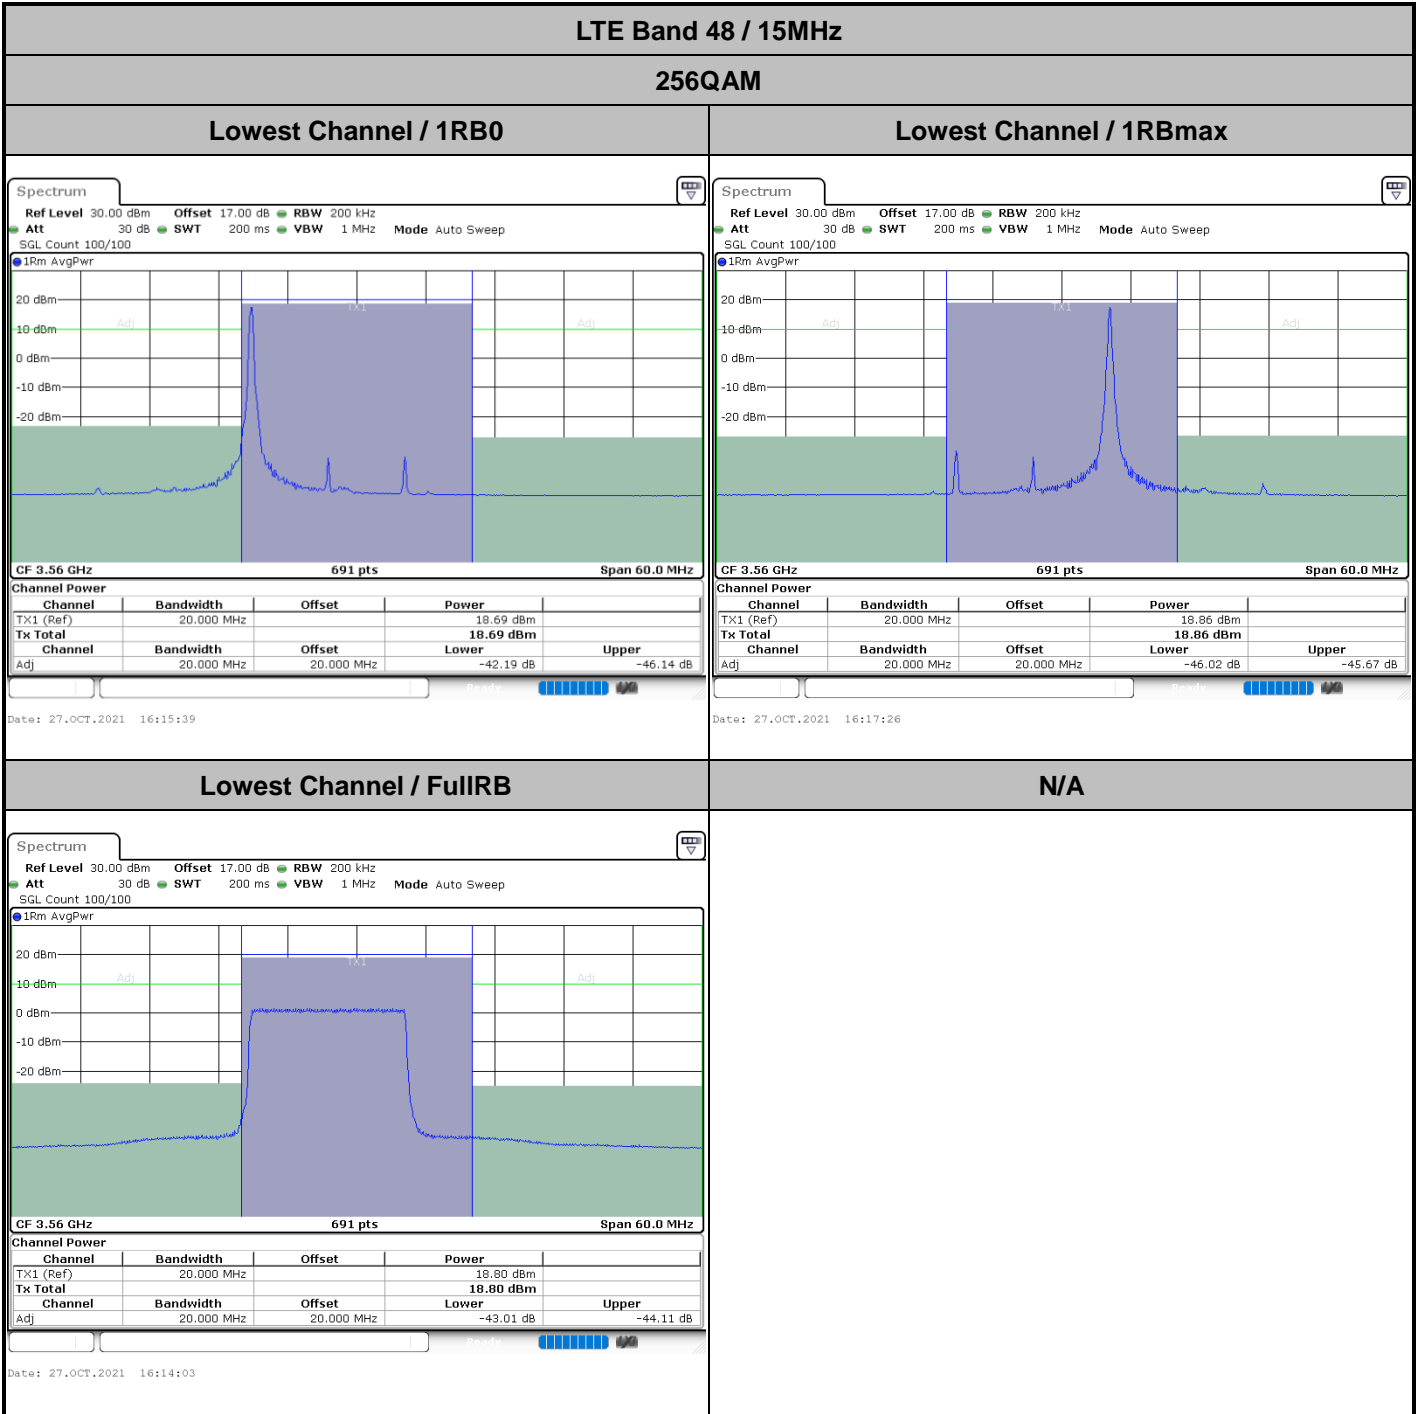 LTE Band 48 / 15MHz
256QAM
Lowest Channel / 1RB0
Lowest Channel / 1RBmax
Spectrum
Ref Level 30.00 dBm Offset 17.00 dB RBW 200 kHz
Att 30 dB SWT 200 ms VBW 1 MHz Mode Auto Sweep
SGL Count 100/100
1Rm AvgPwr
20 dBm
TX1
10 dBm Adj Adj
0 dBm
-10 dBm
-20 dBm
CF 3.56 GHz 691 pts Span 60.0 MHz
Channel Power
Channel Bandwidth Offset Power
TX1 (Ref) 20.000 MHz 18.69 dBm
Tx Total 18.69 dBm
Channel Bandwidth Offset Lower Upper
Adj 20.000 MHz 20.000 MHz -42.19 dB -46.14 dB
Ready
Date: 27.OCT.2021 16:15:39
Spectrum
Ref Level 30.00 dBm Offset 17.00 dB RBW 200 kHz
Att 30 dB SWT 200 ms VBW 1 MHz Mode Auto Sweep
SGL Count 100/100
1Rm AvgPwr
20 dBm
TX1
10 dBm Adj Adj
0 dBm
-10 dBm
-20 dBm
CF 3.56 GHz 691 pts Span 60.0 MHz
Channel Power
Channel Bandwidth Offset Power
TX1 (Ref) 20.000 MHz 18.86 dBm
Tx Total 18.86 dBm
Channel Bandwidth Offset Lower Upper
Adj 20.000 MHz 20.000 MHz -46.02 dB -45.67 dB
Ready
Date: 27.OCT.2021 16:17:26
Lowest Channel / FullRB
N/A
Spectrum
Ref Level 30.00 dBm Offset 17.00 dB RBW 200 kHz
Att 30 dB SWT 200 ms VBW 1 MHz Mode Auto Sweep
SGL Count 100/100
1Rm AvgPwr
20 dBm
TX1
10 dBm Adj Adj
0 dBm
-10 dBm
-20 dBm
CF 3.56 GHz 691 pts Span 60.0 MHz
Channel Power
Channel Bandwidth Offset Power
TX1 (Ref) 20.000 MHz 18.80 dBm
Tx Total 18.80 dBm
Channel Bandwidth Offset Lower Upper
Adj 20.000 MHz 20.000 MHz -43.01 dB -44.11 dB
Ready
Date: 27.OCT.2021 16:14:03